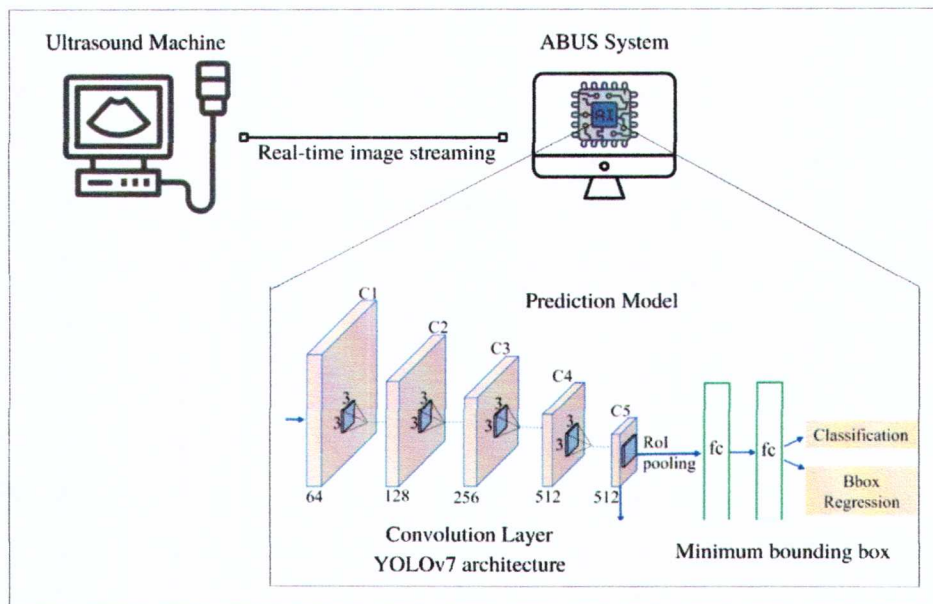 Ultrasound Machine
ABUS System
AI
Real-time image streaming
Prediction Model
C1
C2
C3
C4
C5
3
3
3
3
3
3
3
3
RoI
pooling
fc
fc
Classification
Bbox
Regression
64
128
256
512
512
Convolution Layer
YOLOv7 architecture
Minimum bounding box